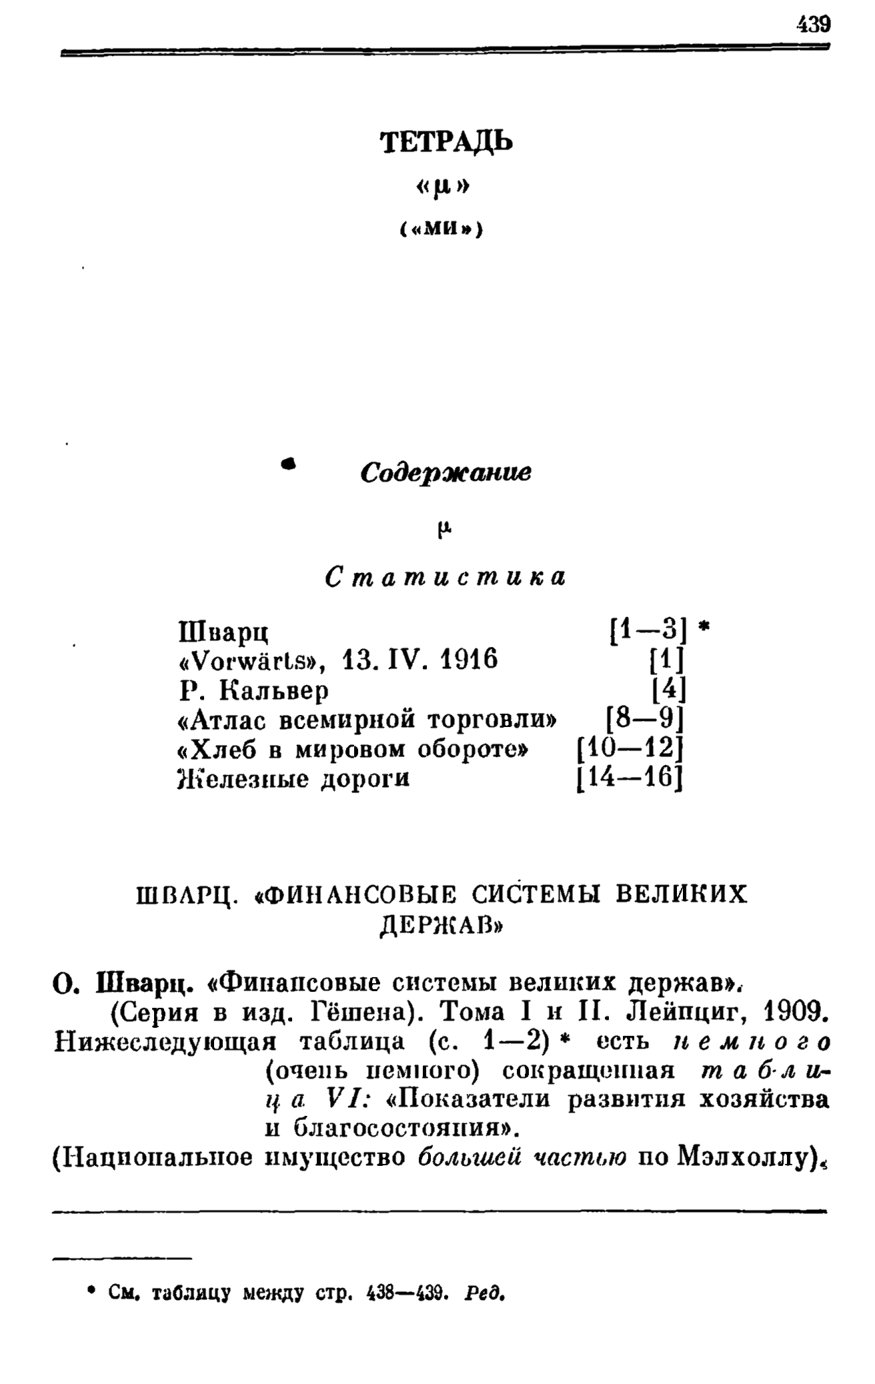 439
ТЕТРАДЬ
«μ»
(«МИ»)
Содержание
μ
Статистика
Шварц [1—3] *
«Vorwärts», 13. IV. 1916 [1]
Р. Кальвер [4]
«Атлас всемирной торговли» [8—9]
«Хлеб в мировом обороте» [10—12]
Железные дороги [14—16]
ШВАРЦ. «ФИНАНСОВЫЕ СИСТЕМЫ ВЕЛИКИХ
ДЕРЖАВ»
О. Шварц. «Финансовые системы великих держав».
(Серия в изд. Гёшена). Тома I и II. Лейпциг, 1909.
Нижеследующая таблица (с. 1—2) * есть немного
(очень немного) сокращенная табли-
ца VI: «Показатели развития хозяйства
и благосостояния».
(Национальное имущество большей частью по Мэлхоллу).
* См. таблицу между стр. 438—439. Ред.